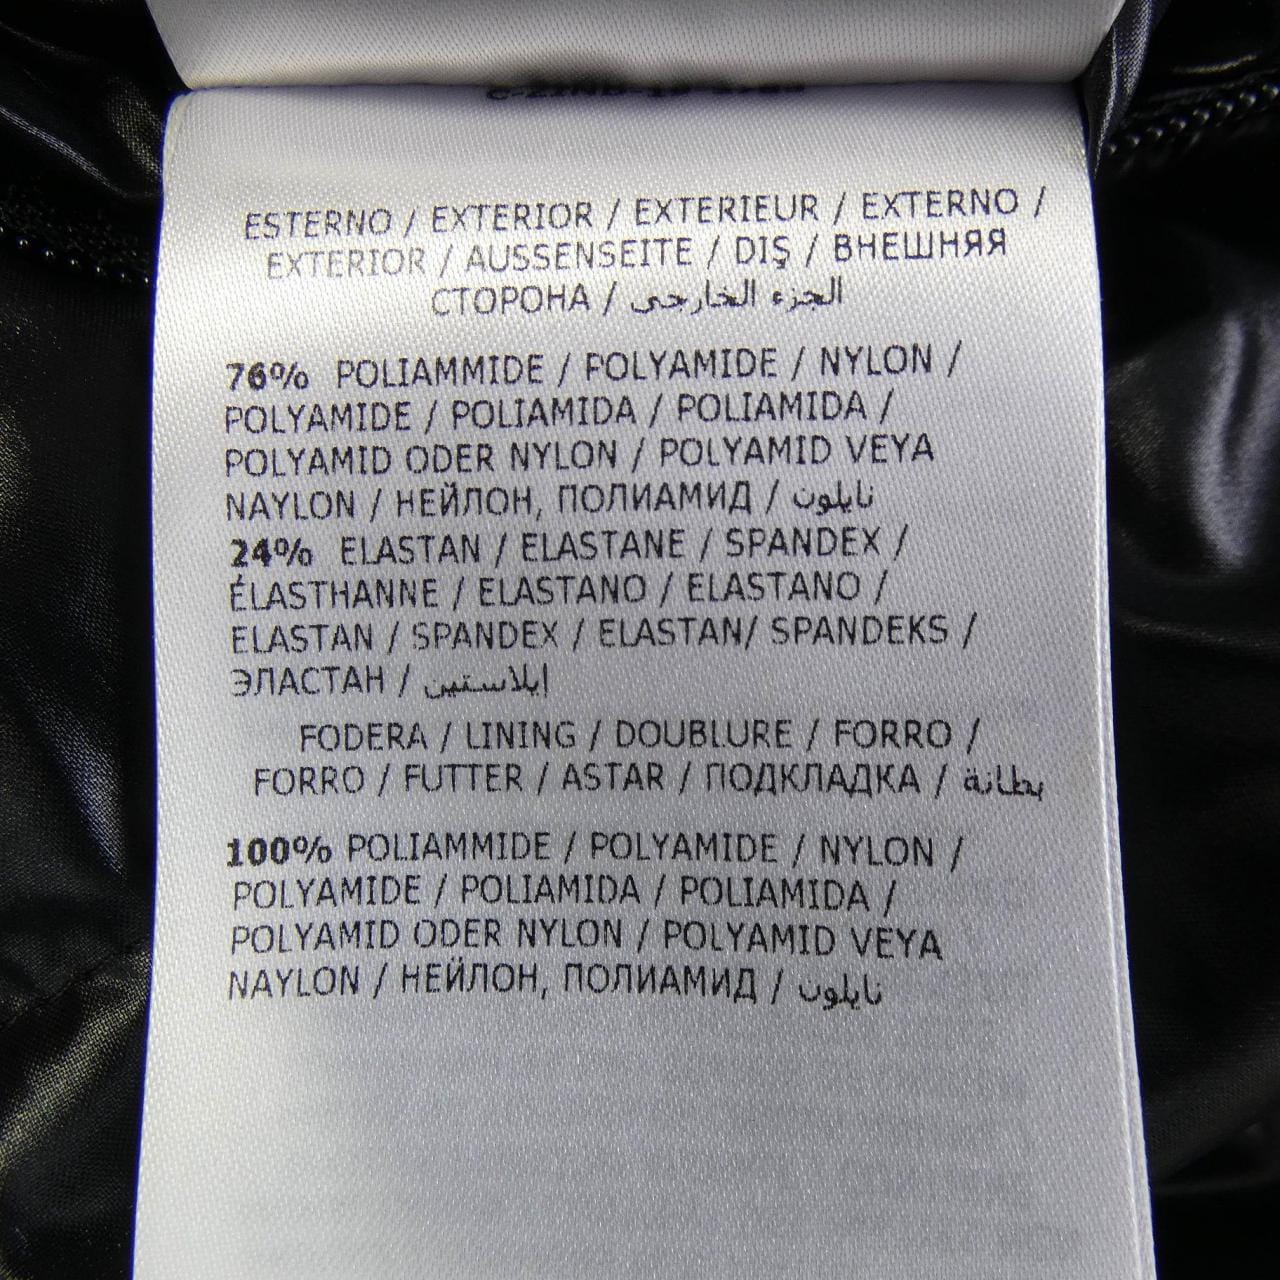 ESTERNO / EXTERIOR / EXTERIEUR / EXTERNO /
EXTERIOR / AUSSENSEITE / DIŞ / ВНЕШНЯЯ
СТОРОНА / الجزء الخارجي
76% POLIAMMIDE / POLYAMIDE / NYLON /
POLYAMIDE / POLIAMIDA / POLIAMIDA /
POLYAMID ODER NYLON / POLYAMID VEYA
NAYLON / НЕЙЛОН, ПОЛИАМИД / نايلون
24% ELASTAN / ELASTANE / SPANDEX /
ÉLASTHANNE / ELASTANO / ELASTANO /
ELASTAN / SPANDEX / ELASTAN/ SPANDEKS /
ЭЛАСТАН / إيلاستين
FODERA / LINING / DOUBLURE / FORRO /
FORRO / FUTTER / ASTAR / ПОДКЛАДКА / بطانة
100% POLIAMMIDE / POLYAMIDE / NYLON /
POLYAMIDE / POLIAMIDA / POLIAMIDA /
POLYAMID ODER NYLON / POLYAMID VEYA
NAYLON / НЕЙЛОН, ПОЛИАМИД / نايلون